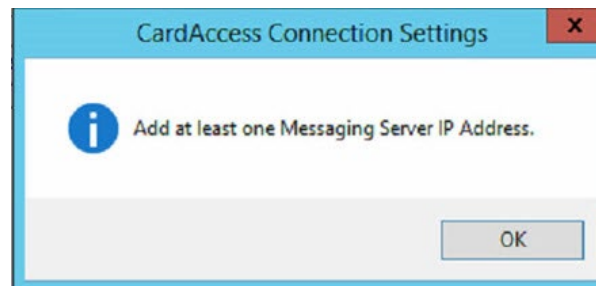 CardAccess Connection Settings
x
Add at least one Messaging Server IP Address.
OK